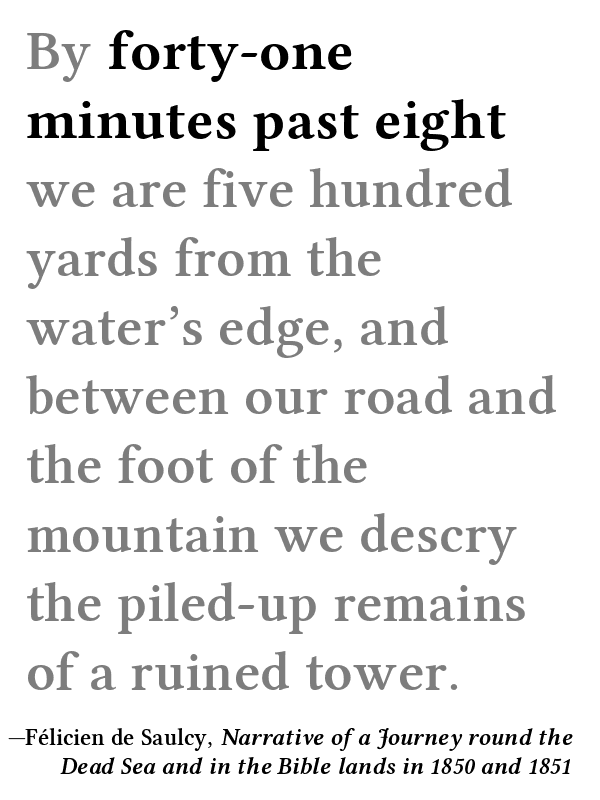 By forty-one
minutes past eight
we are five hundred
yards from the
water’s edge, and
between our road and
the foot of the
mountain we descry
the piled-up remains
of a ruined tower.
—Félicien de Saulcy, Narrative of a Journey round the
Dead Sea and in the Bible lands in 1850 and 1851